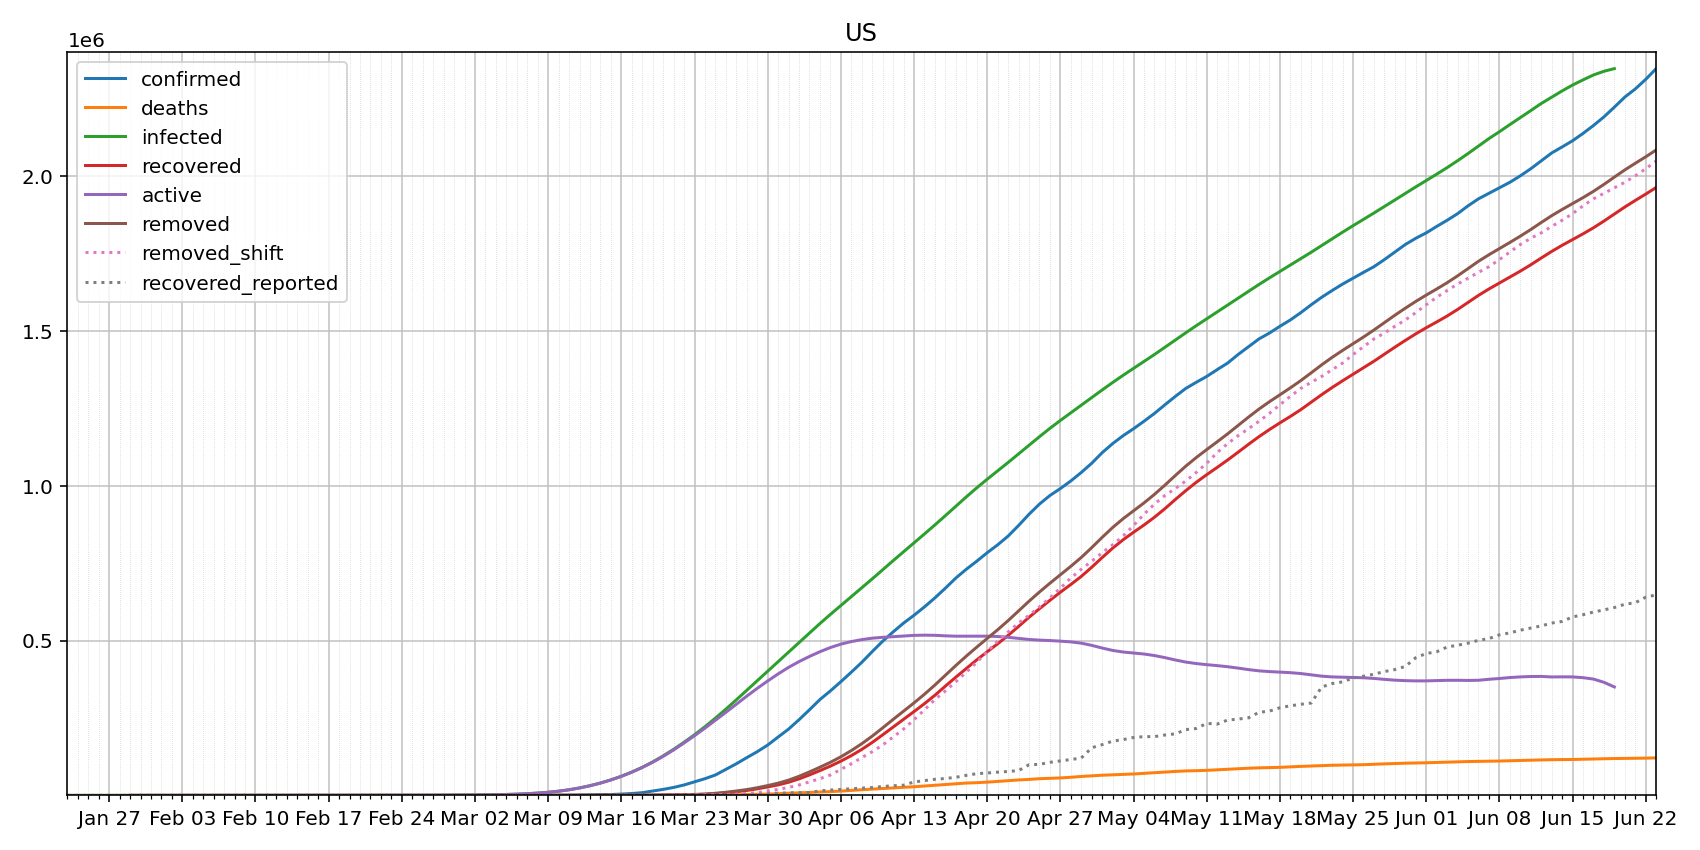 US
1e6
confirmed
deaths
infected
recovered
active
removed
removed_shift
recovered_reported
2.0
1.5
1.0
0.5
Jan 27 Feb 03 Feb 10 Feb 17 Feb 24 Mar 02 Mar 09 Mar 16 Mar 23 Mar 30 Apr 06 Apr 13 Apr 20 Apr 27 May 04 May 11 May 18 May 25 Jun 01 Jun 08 Jun 15 Jun 22